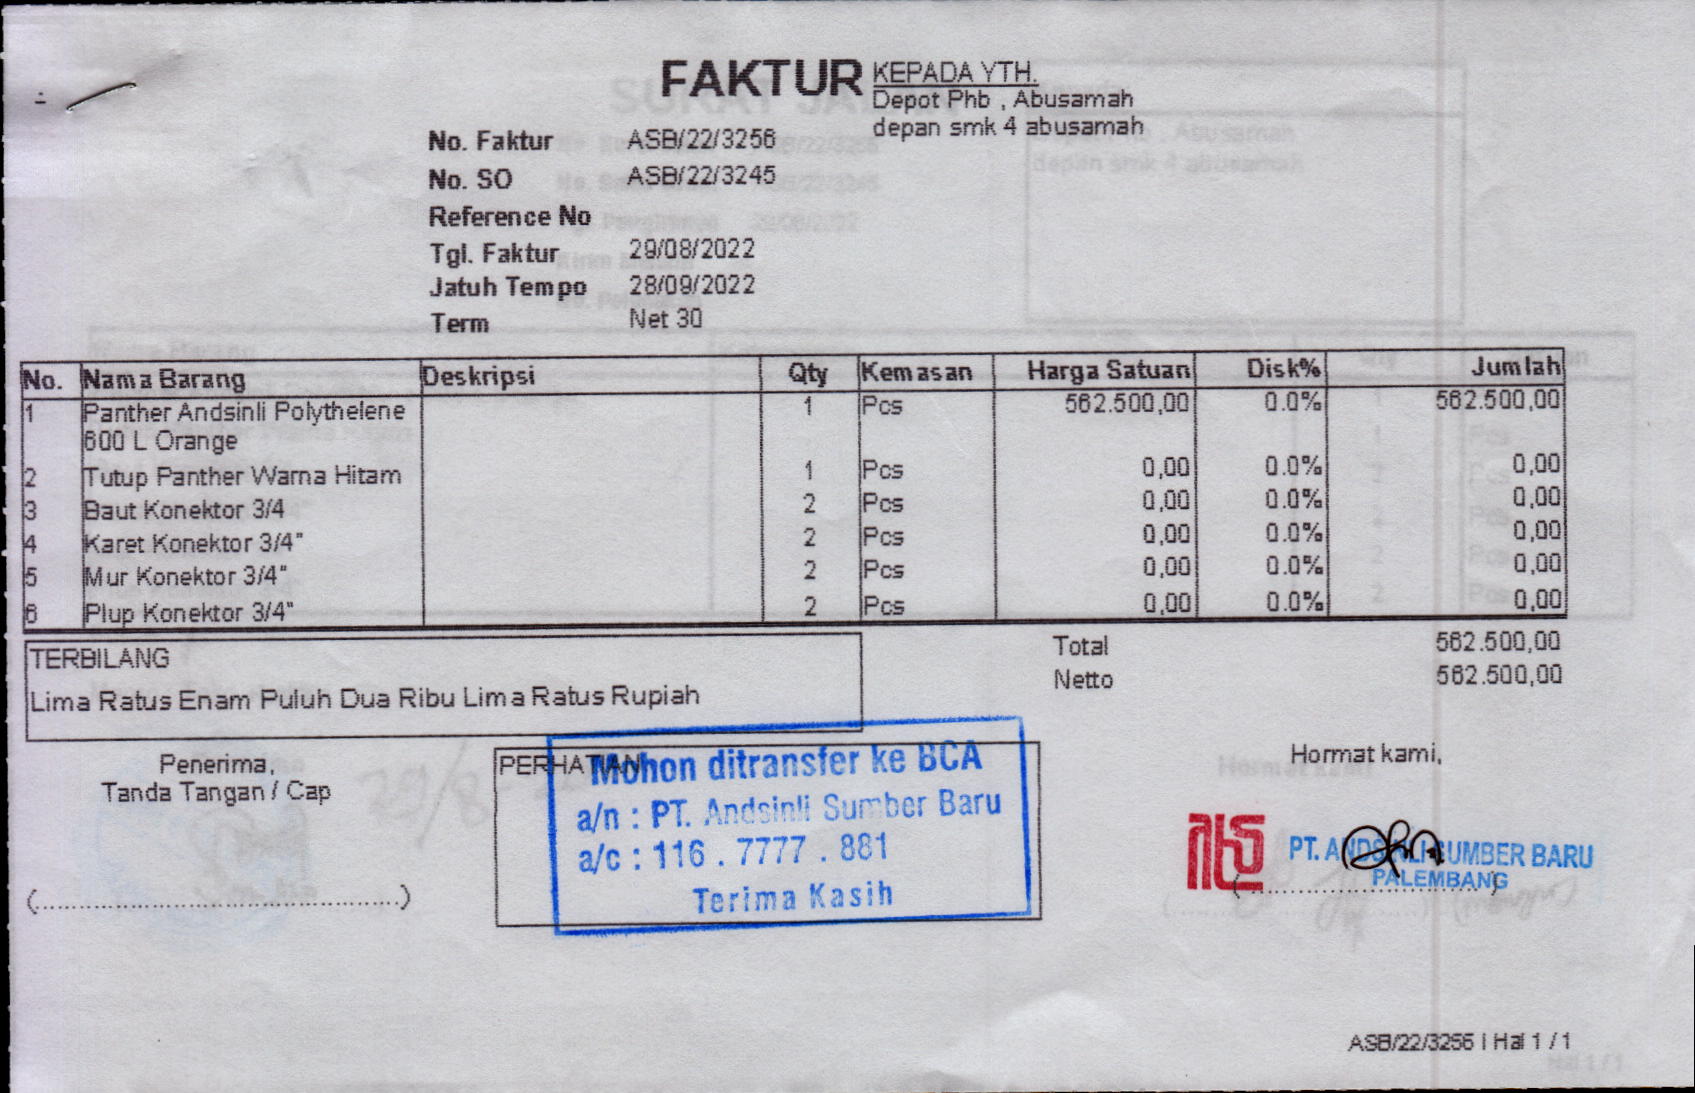 FAKTUR
KEPADA YTH.
Depot Phb , Abusamah
depan smk 4 abusamah
No. Faktur ASB/22/3256
No. SO ASB/22/3245
Reference No
Tgl. Faktur 29/08/2022
Jatuh Tempo 28/09/2022
Term Net 30
No. Nama Barang Deskripsi Qty Kemasan Harga Satuan Disk% Jumlah
1 Panther Andsinli Polythelene 1 Pcs 562.500,00 0.0% 562.500,00
600 L Orange
2 Tutup Panther Warna Hitam 1 Pcs 0,00 0.0% 0,00
3 Baut Konektor 3/4 2 Pcs 0,00 0.0% 0,00
4 Karet Konektor 3/4" 2 Pcs 0,00 0.0% 0,00
5 Mur Konektor 3/4" 2 Pcs 0,00 0.0% 0,00
6 Plup Konektor 3/4" 2 Pcs 0,00 0.0% 0,00
Total 562.500,00
Netto 562.500,00
TERBILANG
Lima Ratus Enam Puluh Dua Ribu Lima Ratus Rupiah
Penerima,
Tanda Tangan / Cap
(..........................................)
PERHATIAN
Mohon ditransfer ke BCA
a/n : PT. Andsinli Sumber Baru
a/c : 116 . 7777 . 881
Terima Kasih
Hormat kami,
PT. ANDSINLI SUMBER BARU
PALEMBANG
(..............................)
ASB/22/3256 | Hal 1 / 1